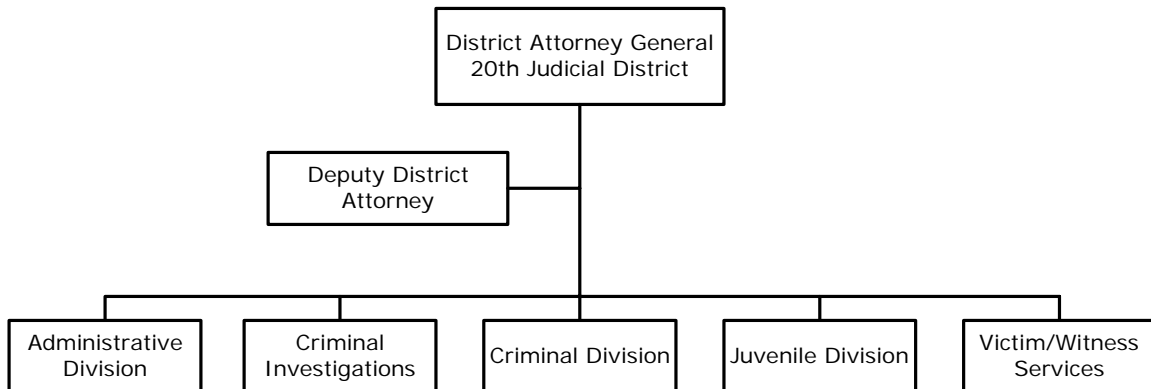 District Attorney General
20th Judicial District
Deputy District
Attorney
Administrative
Division
Criminal
Investigations
Criminal Division
Juvenile Division
Victim/Witness
Services